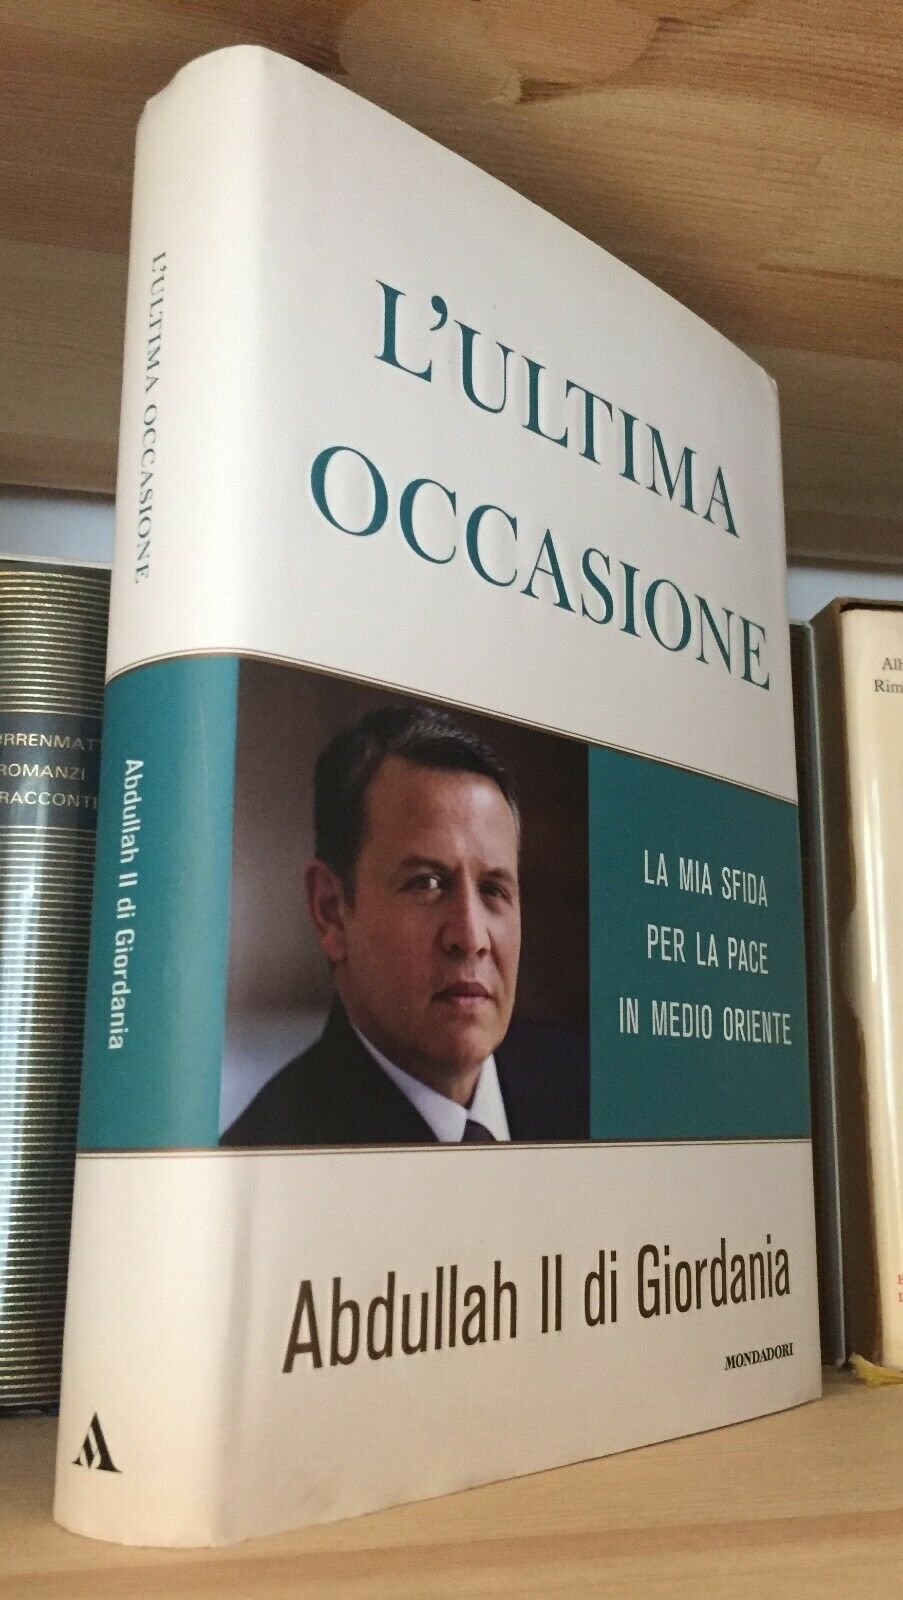 L'ULTIMA
OCCASIONE
LA MIA SFIDA
PER LA PACE
IN MEDIO ORIENTE
Abdullah II di Giordania
MONDADORI
L'ULTIMA OCCASIONE
Abdullah II di Giordania
ROMANZI
RACCONTI